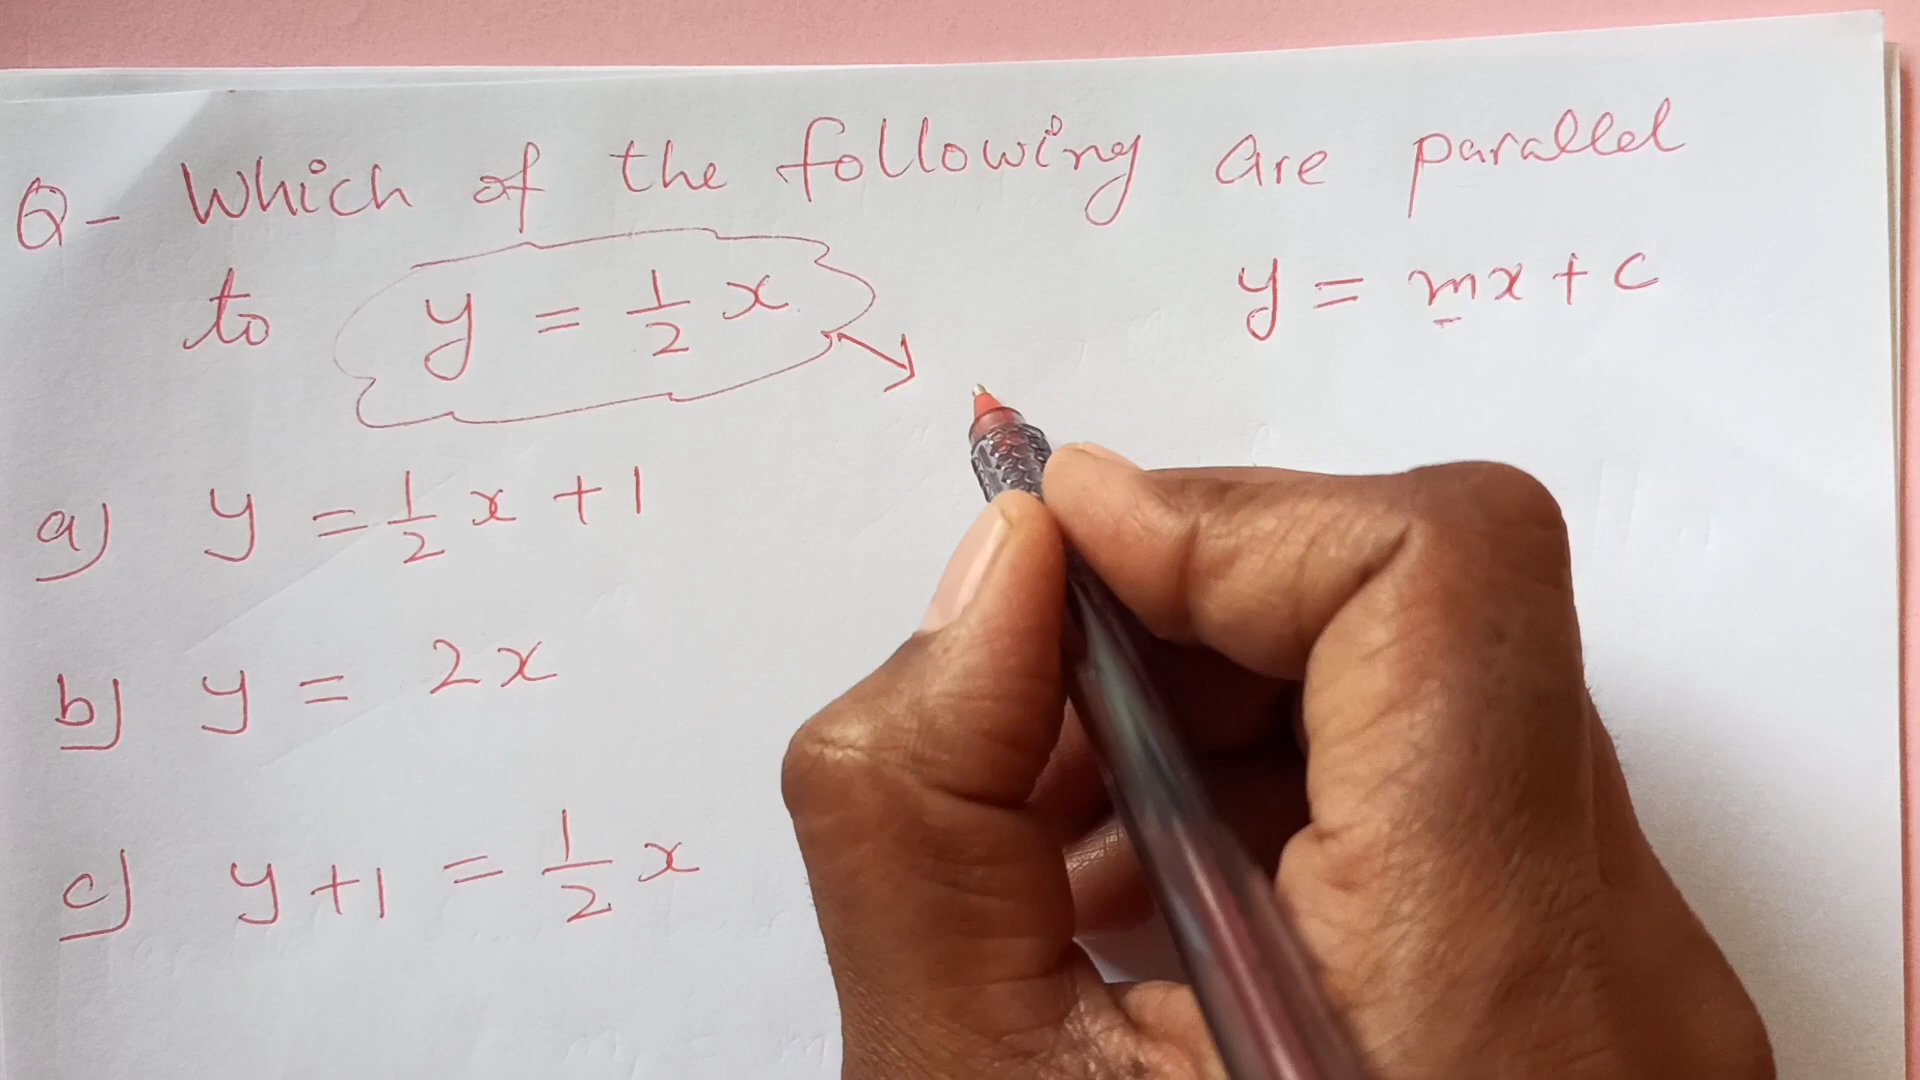 Q- Which of the following are parallel
to y = 1/2 x y = mx + c
a) y = 1/2 x + 1
b) y = 2x
c) y + 1 = 1/2 x